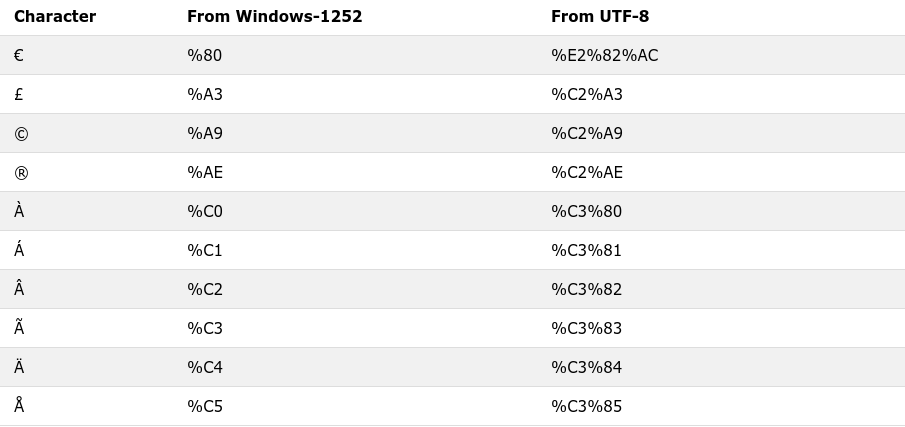 Character From Windows-1252 From UTF-8
€ %80 %E2%82%AC
£ %A3 %C2%A3
© %A9 %C2%A9
® %AE %C2%AE
À %C0 %C3%80
Á %C1 %C3%81
Â %C2 %C3%82
Ã %C3 %C3%83
Ä %C4 %C3%84
Å %C5 %C3%85